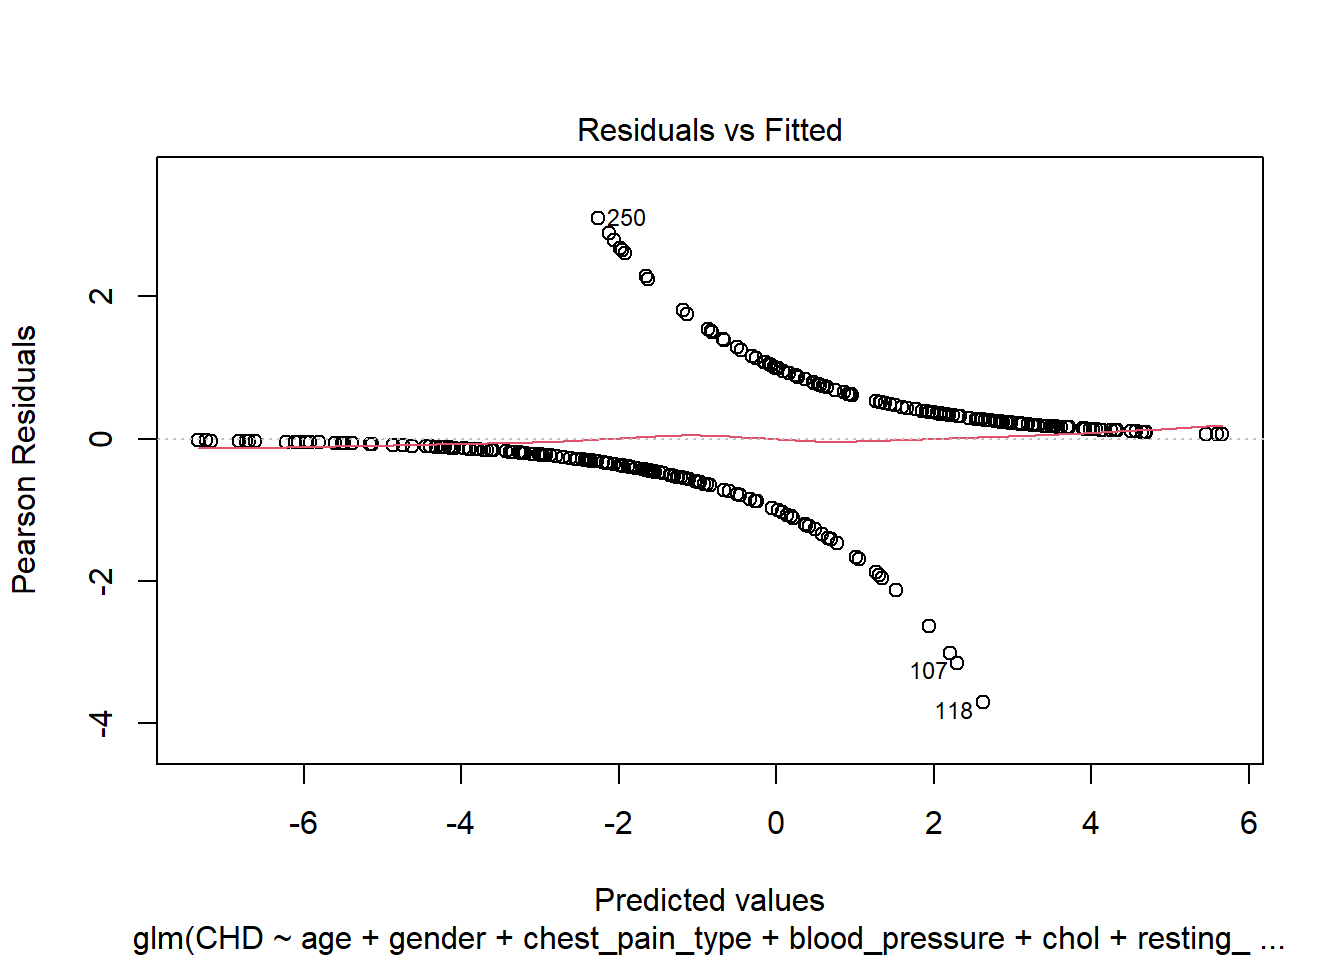 Residuals vs Fitted
Pearson Residuals
2
0
-2
-4
250
107
118
-6 -4 -2 0 2 4 6
Predicted values
glm(CHD ~ age + gender + chest_pain_type + blood_pressure + chol + resting_ ...